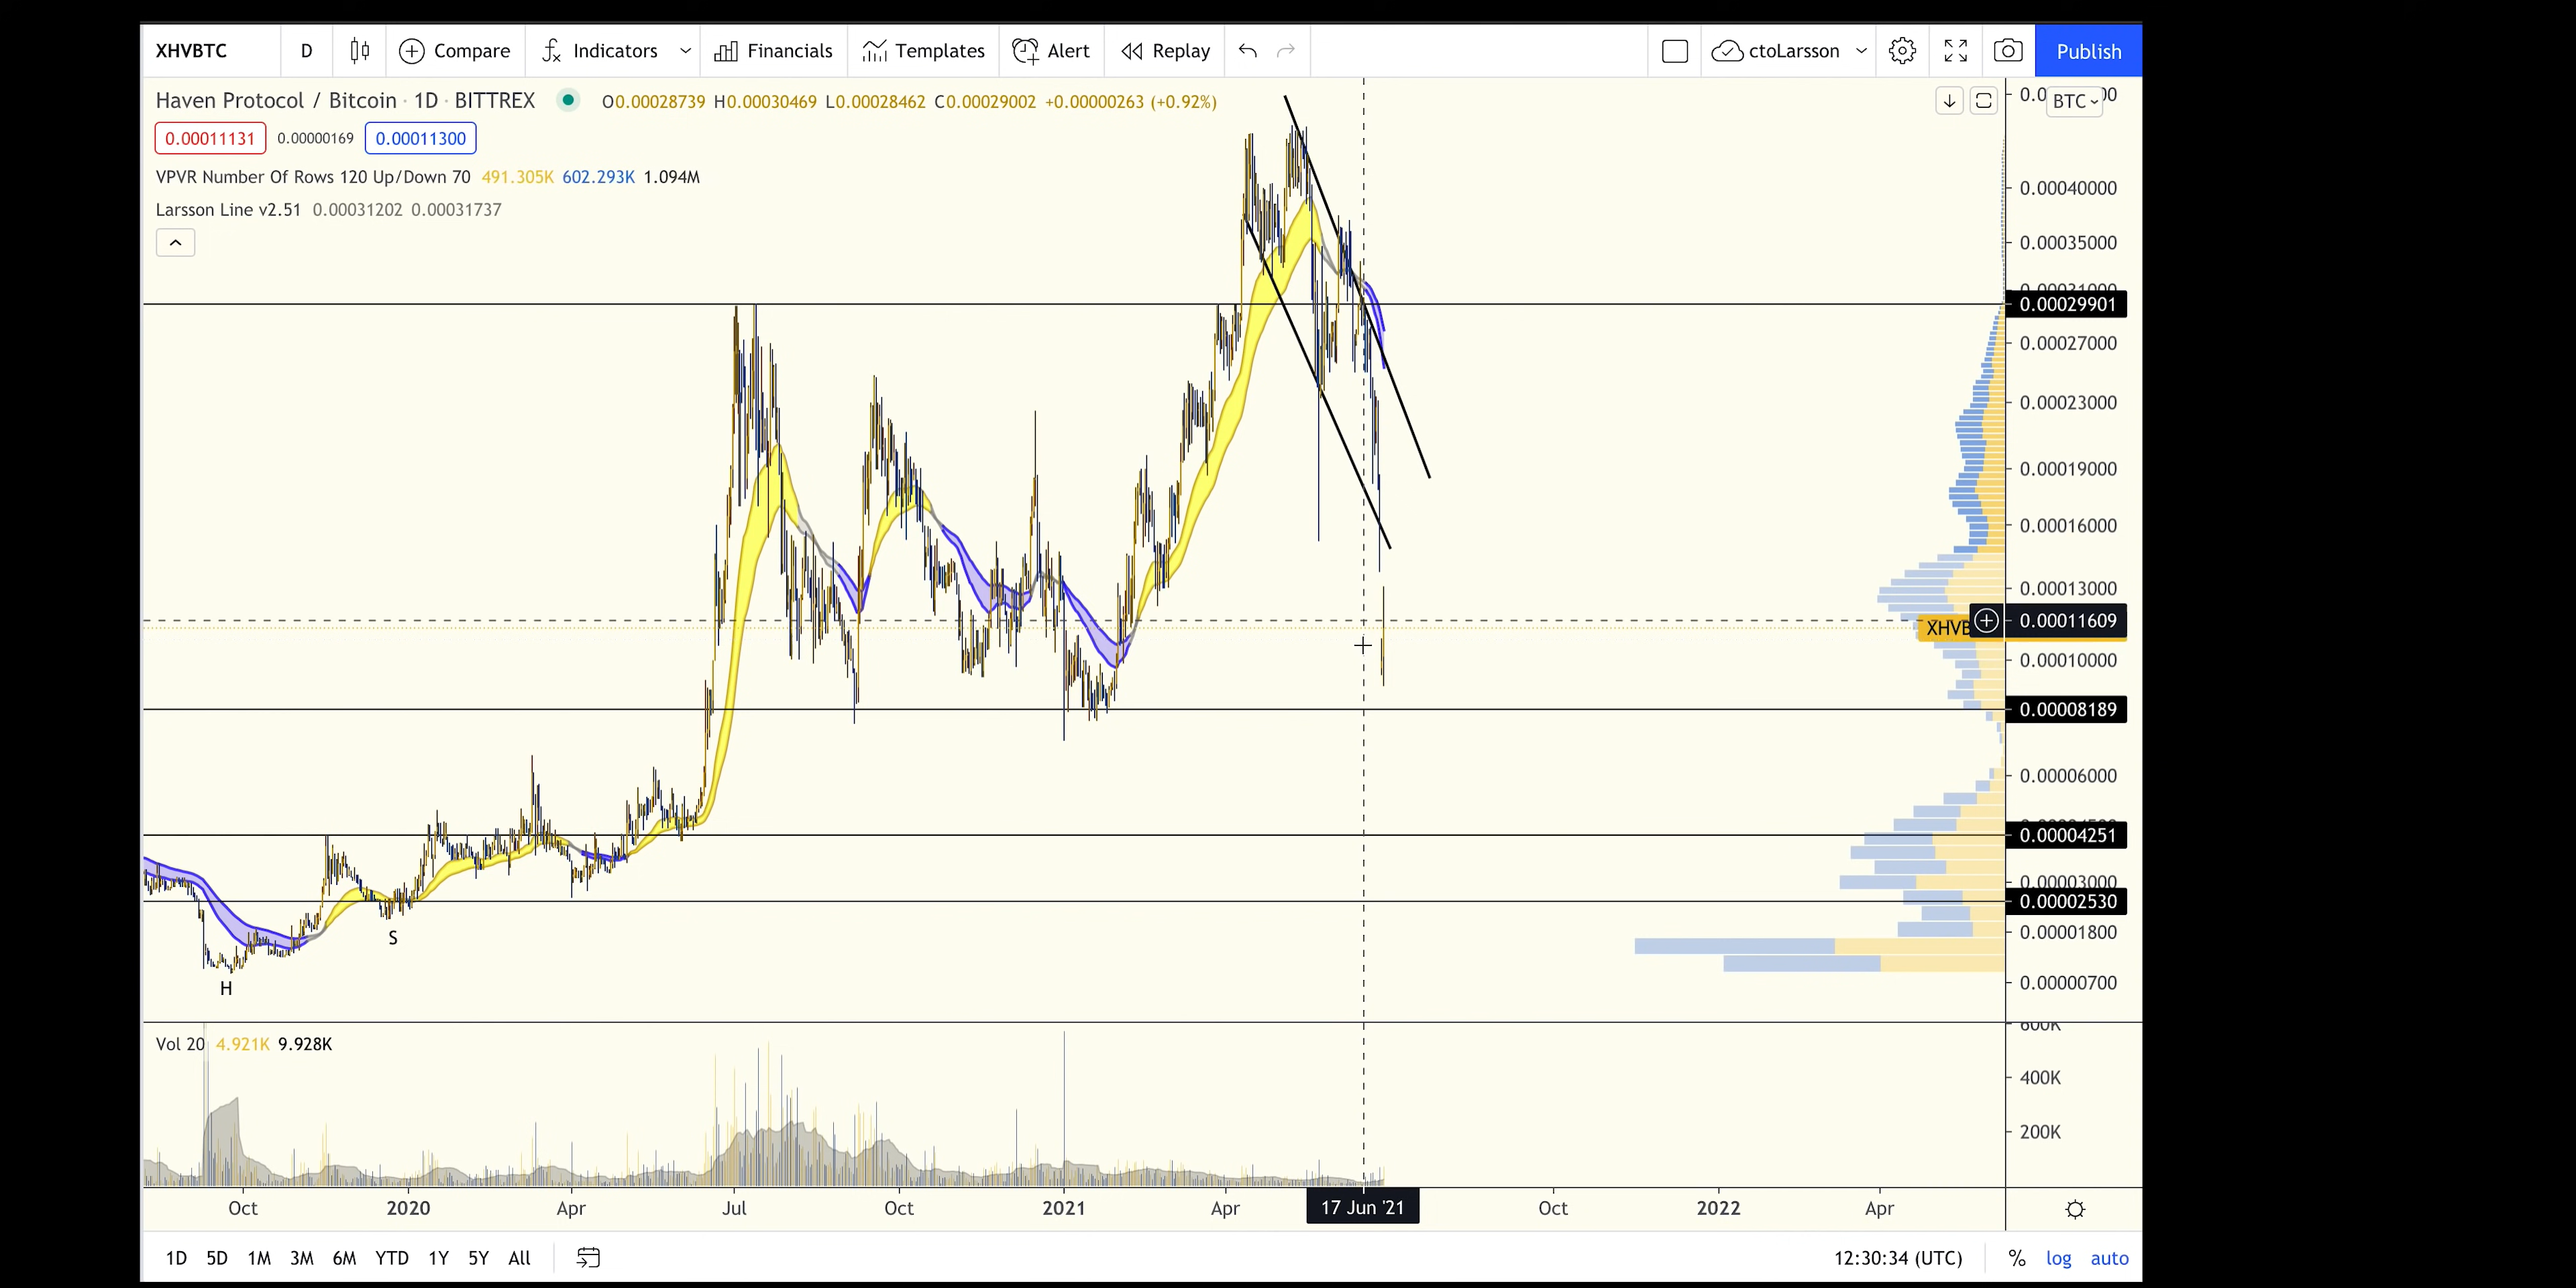 XHVBTC D Compare Indicators Financials Templates Alert Replay ctoLarsson Publish
Haven Protocol / Bitcoin · 1D · BITTREX O0.00028739 H0.00030469 L0.00028462 C0.00029002 +0.00000263 (+0.92%)
BTC
0.00011131 0.00000169 0.00011300
VPVR Number Of Rows 120 Up/Down 70 491.305K 602.293K 1.094M
Larsson Line v2.51 0.00031202 0.00031737
0.00040000
0.00035000
0.00029901
0.00027000
0.00023000
0.00019000
0.00016000
0.00013000
0.00011609
XHVB
0.00010000
0.00008189
0.00006000
0.00004251
0.00003000
0.00002530
0.00001800
0.00000700
S
H
Vol 20 4.921K 9.928K
600K
400K
200K
Oct 2020 Apr Jul Oct 2021 Apr 17 Jun '21 Oct 2022 Apr
1D 5D 1M 3M 6M YTD 1Y 5Y All 12:30:34 (UTC) % log auto